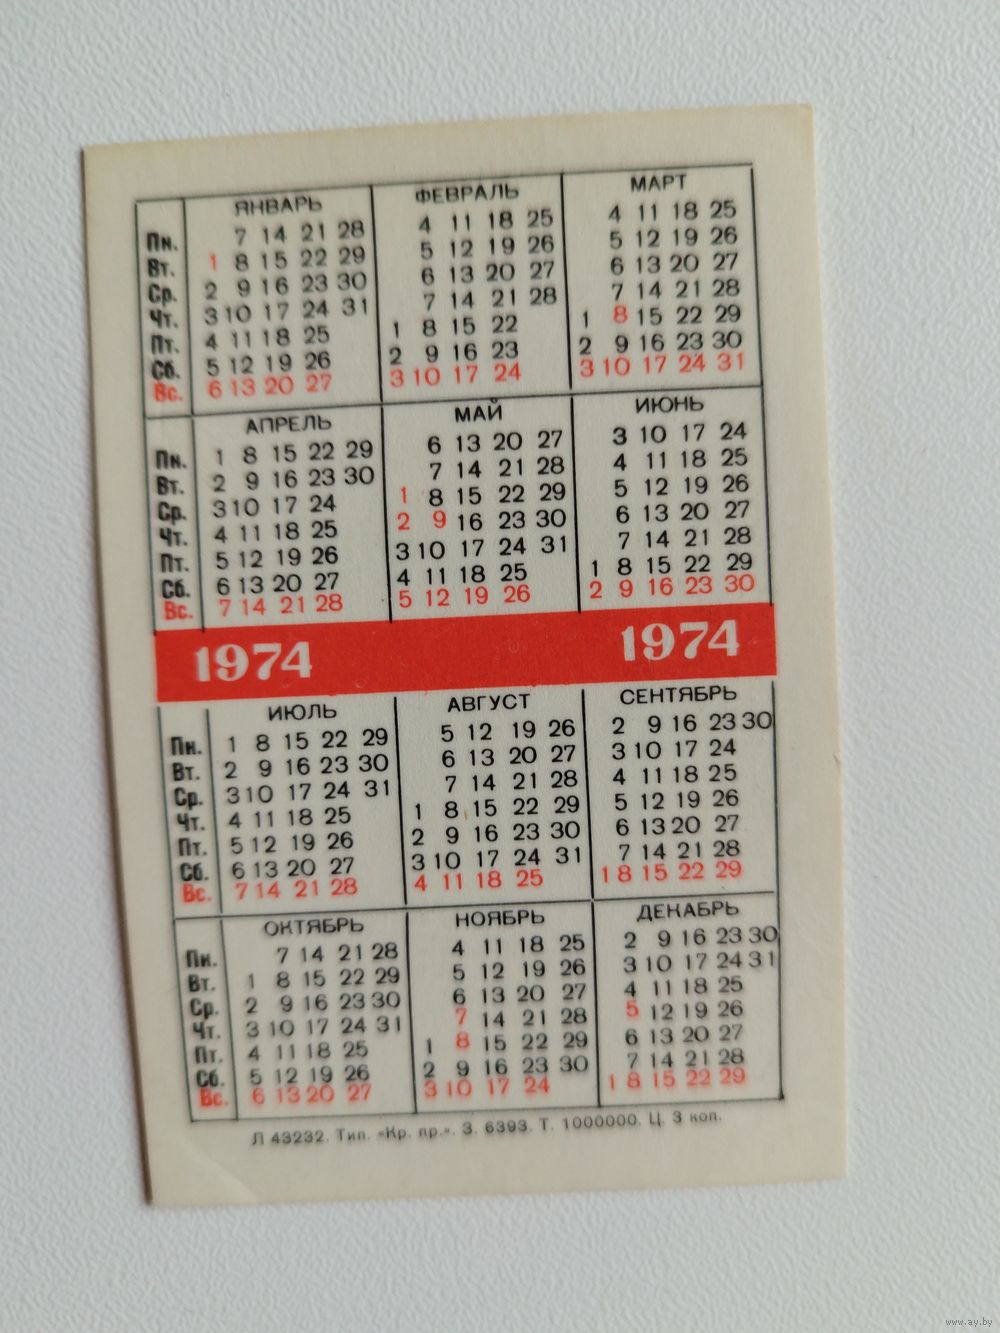 ЯНВАРЬ ФЕВРАЛЬ МАРТ
Пн. 7 14 21 28 4 11 18 25 4 11 18 25
Вт. 1 8 15 22 29 5 12 19 26 5 12 19 26
Ср. 2 9 16 23 30 6 13 20 27 6 13 20 27
Чт. 3 10 17 24 31 7 14 21 28 7 14 21 28
Пт. 4 11 18 25 1 8 15 22 1 8 15 22 29
Сб. 5 12 19 26 2 9 16 23 2 9 16 23 30
Вс. 6 13 20 27 3 10 17 24 3 10 17 24 31
АПРЕЛЬ МАЙ ИЮНЬ
Пн. 1 8 15 22 29 6 13 20 27 3 10 17 24
Вт. 2 9 16 23 30 7 14 21 28 4 11 18 25
Ср. 3 10 17 24 1 8 15 22 29 5 12 19 26
Чт. 4 11 18 25 2 9 16 23 30 6 13 20 27
Пт. 5 12 19 26 3 10 17 24 31 7 14 21 28
Сб. 6 13 20 27 4 11 18 25 1 8 15 22 29
Вс. 7 14 21 28 5 12 19 26 2 9 16 23 30
1974 1974
ИЮЛЬ АВГУСТ СЕНТЯБРЬ
Пн. 1 8 15 22 29 5 12 19 26 2 9 16 23 30
Вт. 2 9 16 23 30 6 13 20 27 3 10 17 24
Ср. 3 10 17 24 31 7 14 21 28 4 11 18 25
Чт. 4 11 18 25 1 8 15 22 29 5 12 19 26
Пт. 5 12 19 26 2 9 16 23 30 6 13 20 27
Сб. 6 13 20 27 3 10 17 24 31 7 14 21 28
Вс. 7 14 21 28 4 11 18 25 1 8 15 22 29
ОКТЯБРЬ НОЯБРЬ ДЕКАБРЬ
Пн. 7 14 21 28 4 11 18 25 2 9 16 23 30
Вт. 1 8 15 22 29 5 12 19 26 3 10 17 24 31
Ср. 2 9 16 23 30 6 13 20 27 4 11 18 25
Чт. 3 10 17 24 31 7 14 21 28 5 12 19 26
Пт. 4 11 18 25 1 8 15 22 29 6 13 20 27
Сб. 5 12 19 26 2 9 16 23 30 7 14 21 28
Вс. 6 13 20 27 3 10 17 24 1 8 15 22 29
Л 43232. Тип. «Кр. пр.». З. 6393. Т. 1000000. Ц. 3 коп.
www.ay.by